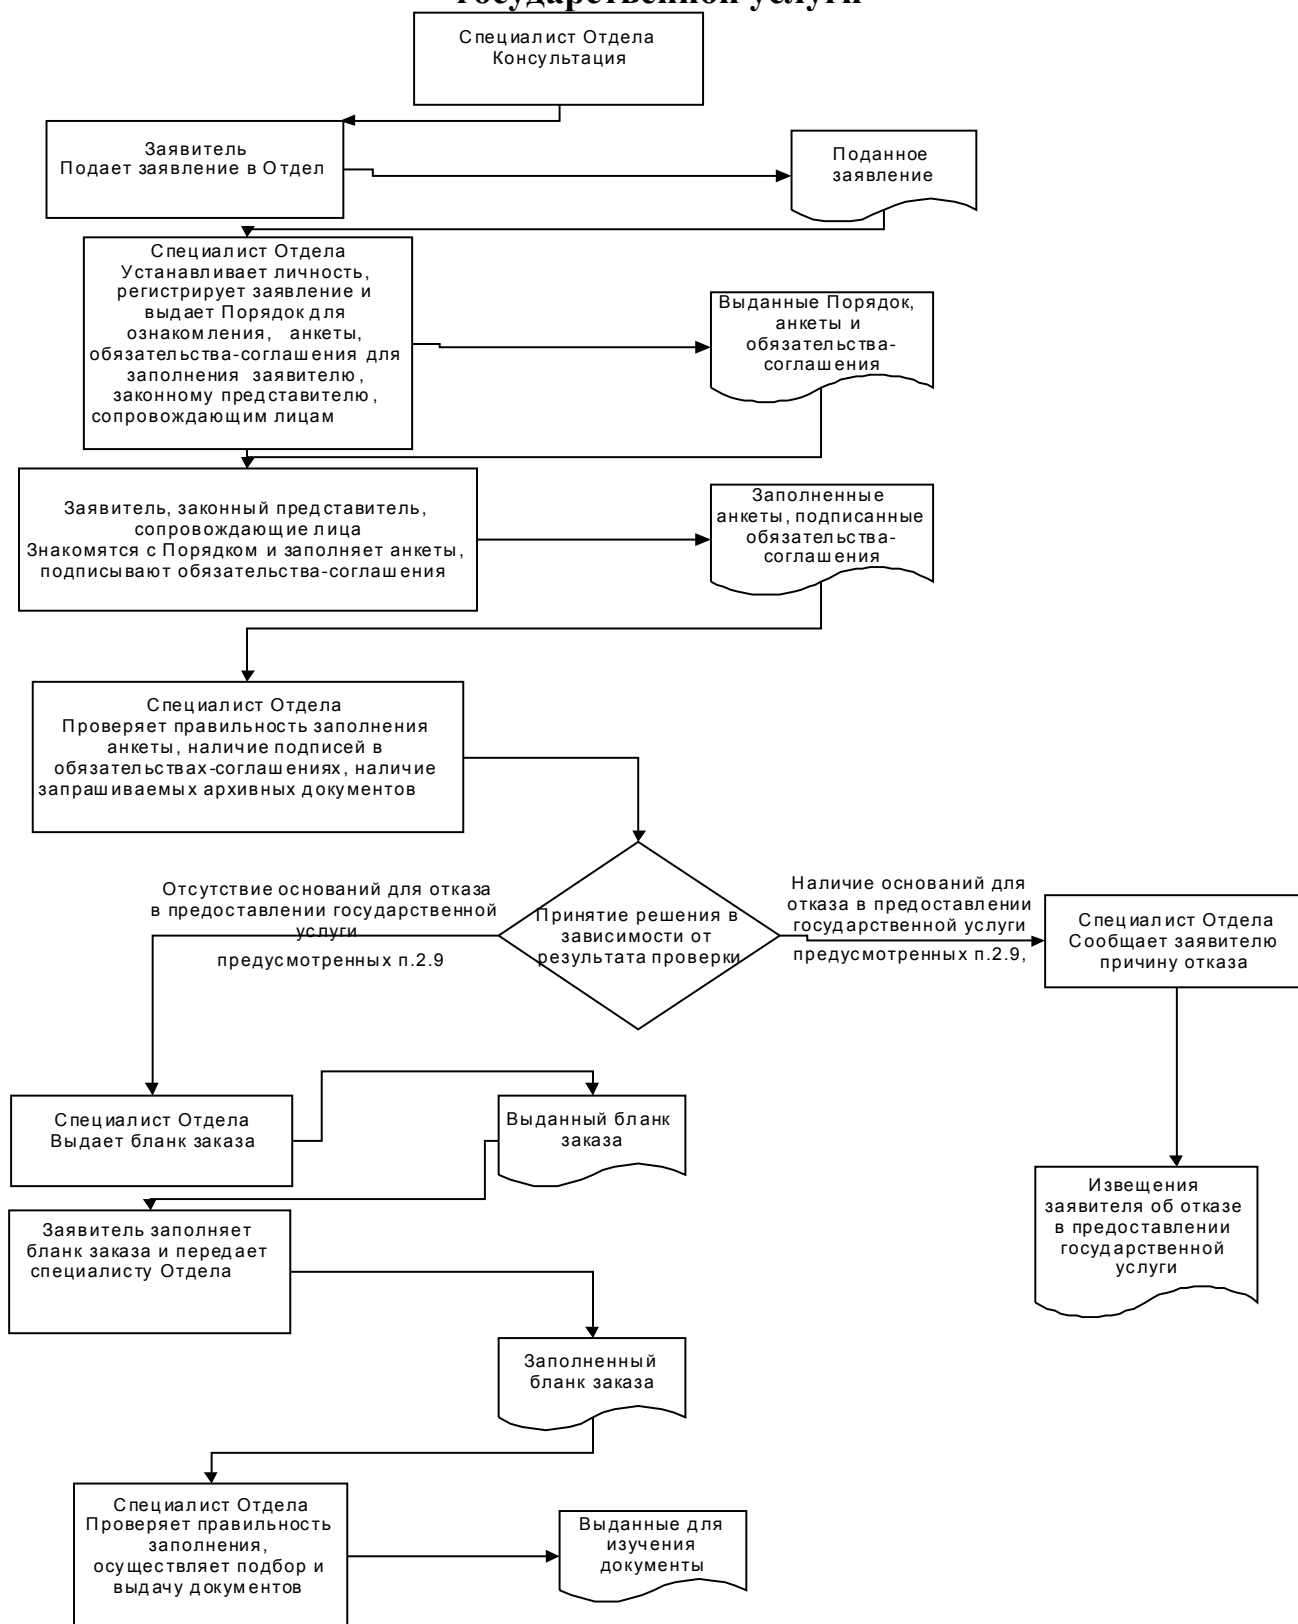 государственной услуги
Специалист Отдела
Консультация
Заявитель
Подает заявление в Отдел
Поданное
заявление
Специалист Отдела
Устанавливает личность,
регистрирует заявление и
выдает Порядок для
ознакомления, анкеты,
обязательства-соглашения для
заполнения заявителю,
законному представителю,
сопровождающим лицам
Выданные Порядок,
анкеты и
обязательства-
соглашения
Заявитель, законный представитель,
сопровождающие лица
Знакомятся с Порядком и заполняет анкеты,
подписывают обязательства-соглашения
Заполненные
анкеты, подписанные
обязательства-
соглашения
Специалист Отдела
Проверяет правильность заполнения
анкеты, наличие подписей в
обязательствах-соглашениях, наличие
запрашиваемых архивных документов
Отсутствие оснований для отказа
в предоставлении государственной
услуги
предусмотренных п.2.9
Принятие решения в
зависимости от
результата проверки
Наличие оснований для
отказа в предоставлении
государственной услуги
предусмотренных п.2.9,
Специалист Отдела
Сообщает заявителю
причину отказа
Специалист Отдела
Выдает бланк заказа
Выданный бланк
заказа
Извещения
заявителя об отказе
в предоставлении
государственной
услуги
Заявитель заполняет
бланк заказа и передает
специалисту Отдела
Заполненный
бланк заказа
Специалист Отдела
Проверяет правильность
заполнения,
осуществляет подбор и
выдачу документов
Выданные для
изучения
документы